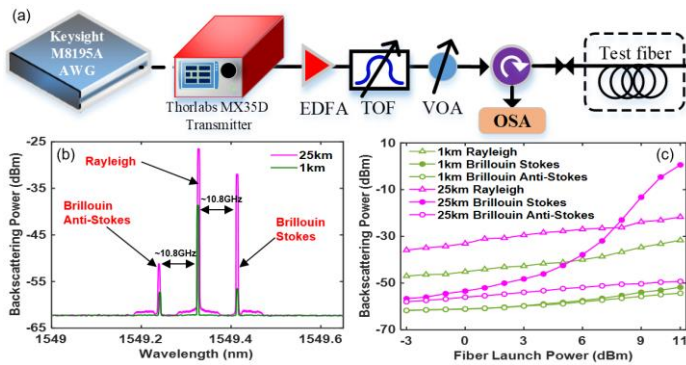 (a)
Keysight
M8195A
AWG
Thorlabs MX35D
Transmitter
EDFA
TOF
VOA
OSA
Test fiber
(b)
-25
-35
-45
-55
-65
Backscattering Power (dBm)
25km
1km
Rayleigh
~10.8GHz
~10.8GHz
Brillouin
Anti-Stokes
Brillouin
Stokes
1549
1549.2
1549.4
1549.6
Wavelength (nm)
(c)
10
-10
-30
-50
-70
Backscattering Power (dBm)
1km Rayleigh
1km Brillouin Stokes
1km Brillouin Anti-Stokes
25km Rayleigh
25km Brillouin Stokes
25km Brillouin Anti-Stokes
-3
0
3
6
9
11
Fiber Launch Power (dBm)